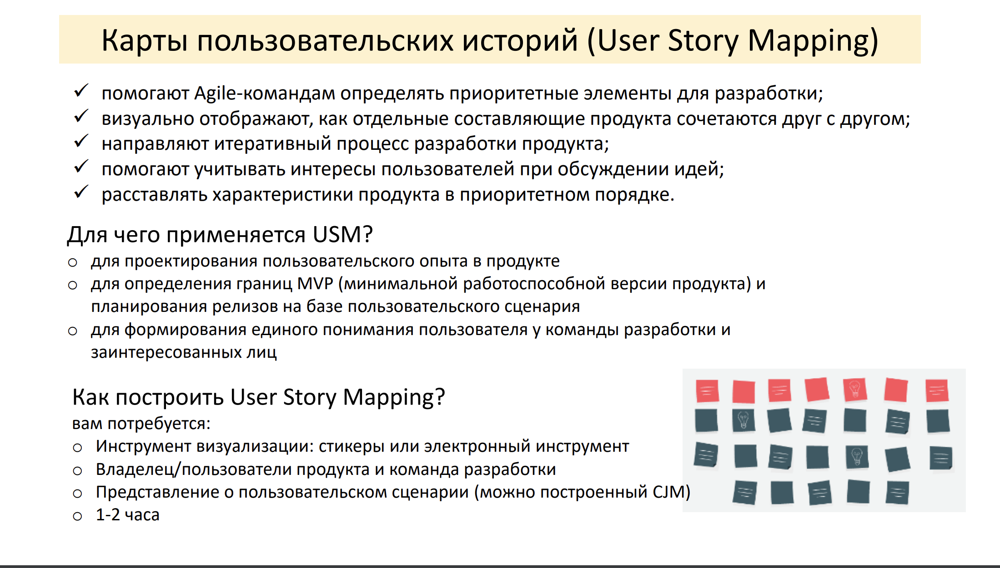 Карты пользовательских историй (User Story Mapping)
✓ помогают Agile-командам определять приоритетные элементы для разработки;
✓ визуально отображают, как отдельные составляющие продукта сочетаются друг с другом;
✓ направляют итеративный процесс разработки продукта;
✓ помогают учитывать интересы пользователей при обсуждении идей;
✓ расставлять характеристики продукта в приоритетном порядке.
Для чего применяется USM?
o для проектирования пользовательского опыта в продукте
o для определения границ MVP (минимальной работоспособной версии продукта) и
планирования релизов на базе пользовательского сценария
o для формирования единого понимания пользователя у команды разработки и
заинтересованных лиц
Как построить User Story Mapping?
вам потребуется:
o Инструмент визуализации: стикеры или электронный инструмент
o Владелец/пользователи продукта и команда разработки
o Представление о пользовательском сценарии (можно построенный CJM)
o 1-2 часа